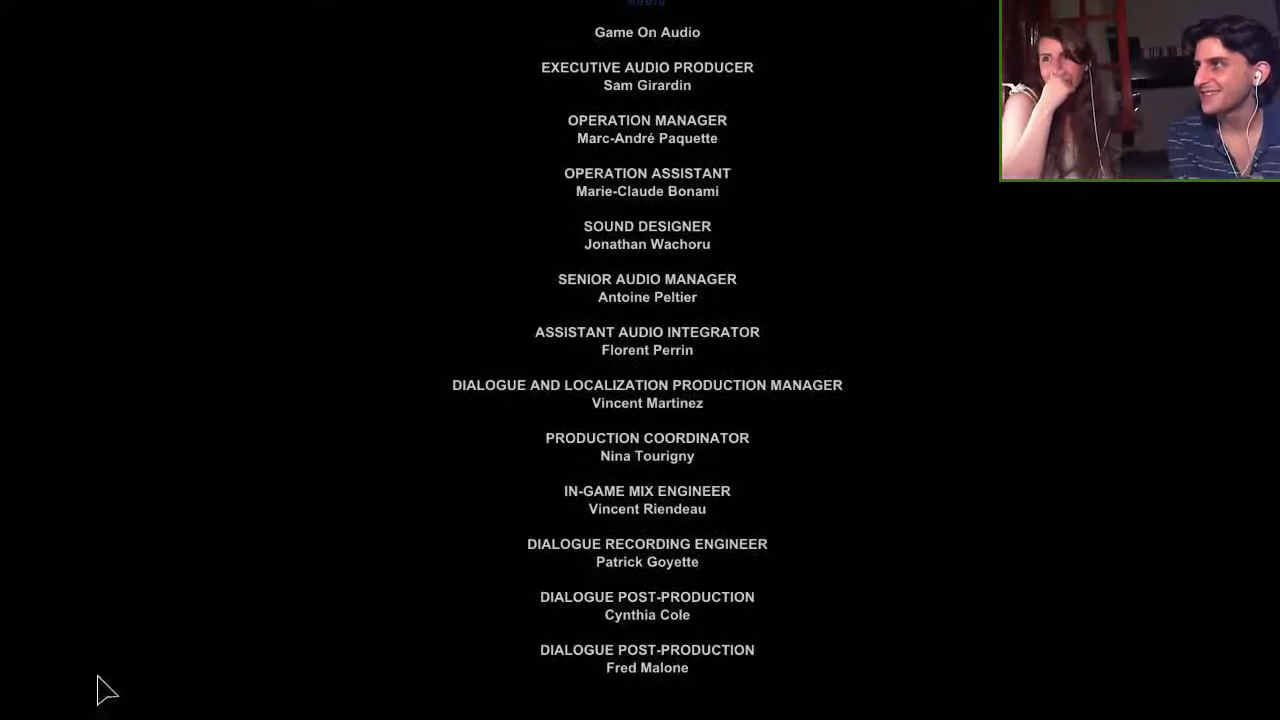 Game On Audio
EXECUTIVE AUDIO PRODUCER
Sam Girardin
OPERATION MANAGER
Marc-André Paquette
OPERATION ASSISTANT
Marie-Claude Bonami
SOUND DESIGNER
Jonathan Wachoru
SENIOR AUDIO MANAGER
Antoine Peltier
ASSISTANT AUDIO INTEGRATOR
Florent Perrin
DIALOGUE AND LOCALIZATION PRODUCTION MANAGER
Vincent Martinez
PRODUCTION COORDINATOR
Nina Tourigny
IN-GAME MIX ENGINEER
Vincent Riendeau
DIALOGUE RECORDING ENGINEER
Patrick Goyette
DIALOGUE POST-PRODUCTION
Cynthia Cole
DIALOGUE POST-PRODUCTION
Fred Malone